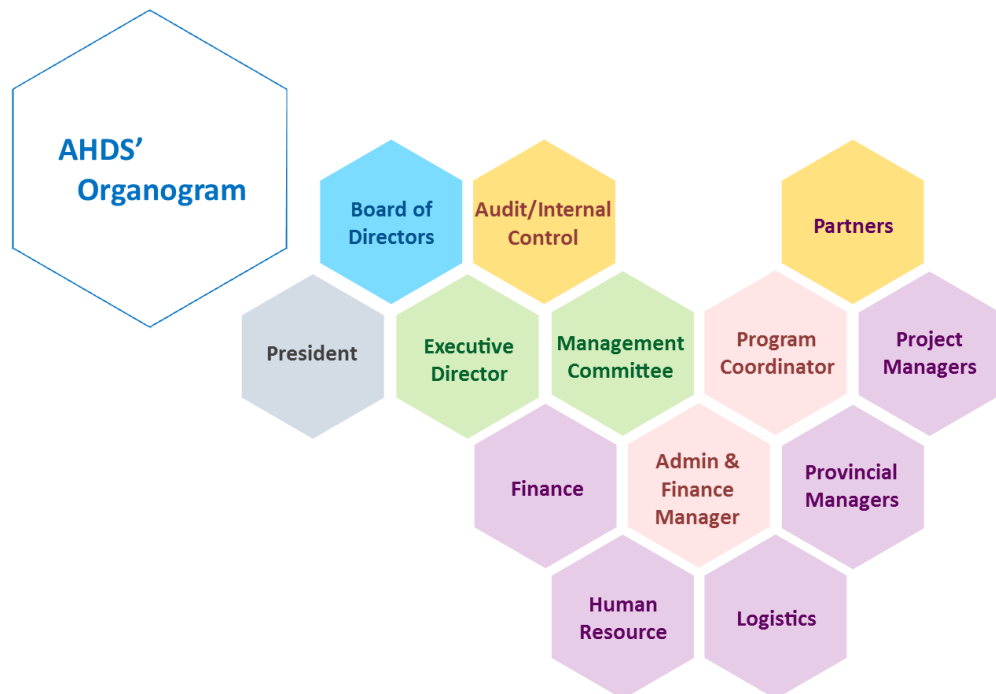 AHDS’
Organogram
Board of
Directors
Audit/Internal
Control
Partners
President
Executive
Director
Management
Committee
Program
Coordinator
Project
Managers
Finance
Admin &
Finance
Manager
Provincial
Managers
Human
Resource
Logistics